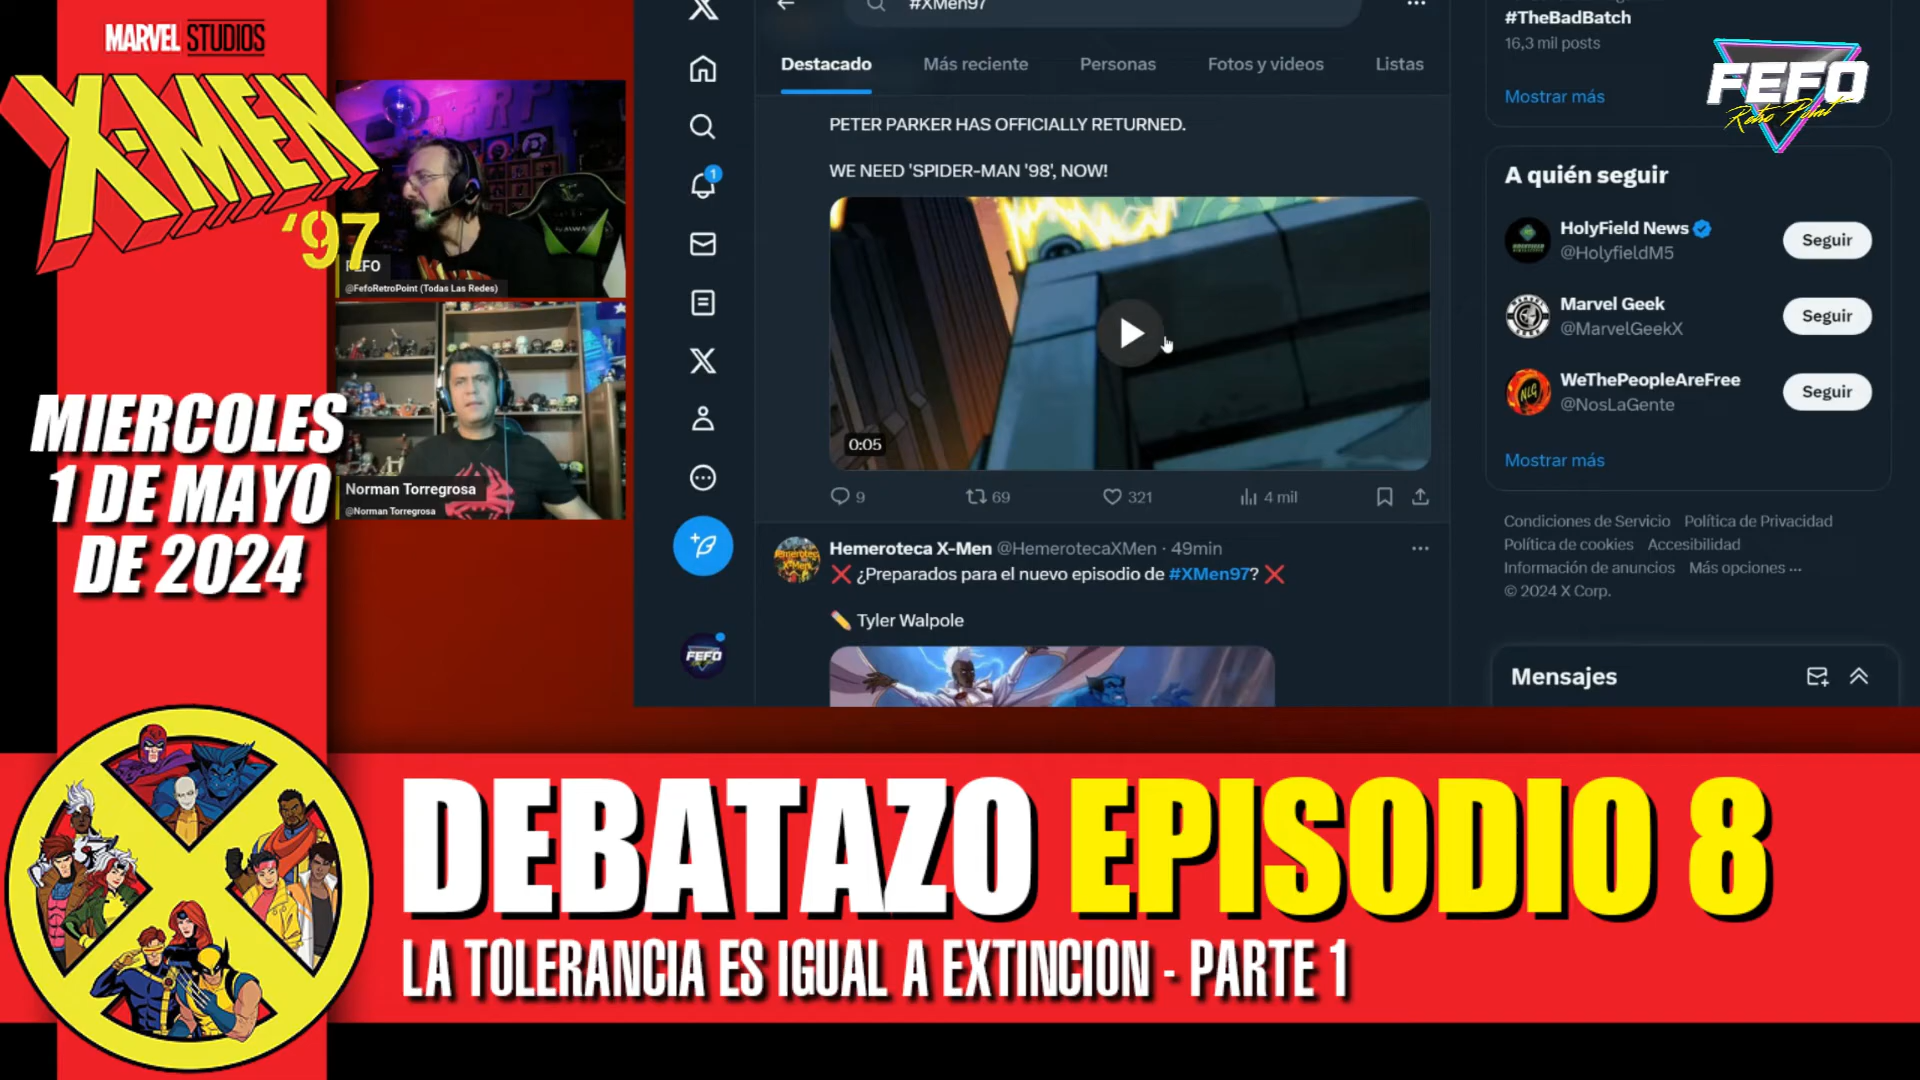 MARVEL STUDIOS
X-MEN
'97
MIERCOLES
1 DE MAYO
DE 2024
FEFO
@FefoRetroPoint (Todas Las Redes)
Norman Torregrosa
@Norman Torregrosa
#XMen97
Destacado
Más reciente
Personas
Fotos y videos
Listas
PETER PARKER HAS OFFICIALLY RETURNED.
WE NEED 'SPIDER-MAN '98', NOW!
0:05
9
69
321
4 mil
Hemeroteca X-Men @HemerotecaXMen · 49min
❌ ¿Preparados para el nuevo episodio de #XMen97? ❌
✏️ Tyler Walpole
1
FEFO
#TheBadBatch
16,3 mil posts
Mostrar más
FEFO
Retro Point
A quién seguir
HolyField News
@HolyfieldM5
Seguir
Marvel Geek
@MarvelGeekX
Seguir
WeThePeopleAreFree
@NosLaGente
Seguir
NLG
Mostrar más
Condiciones de Servicio Política de Privacidad
Política de cookies Accesibilidad
Información de anuncios Más opciones ···
© 2024 X Corp.
Mensajes
DEBATAZO EPISODIO 8
LA TOLERANCIA ES IGUAL A EXTINCION - PARTE 1